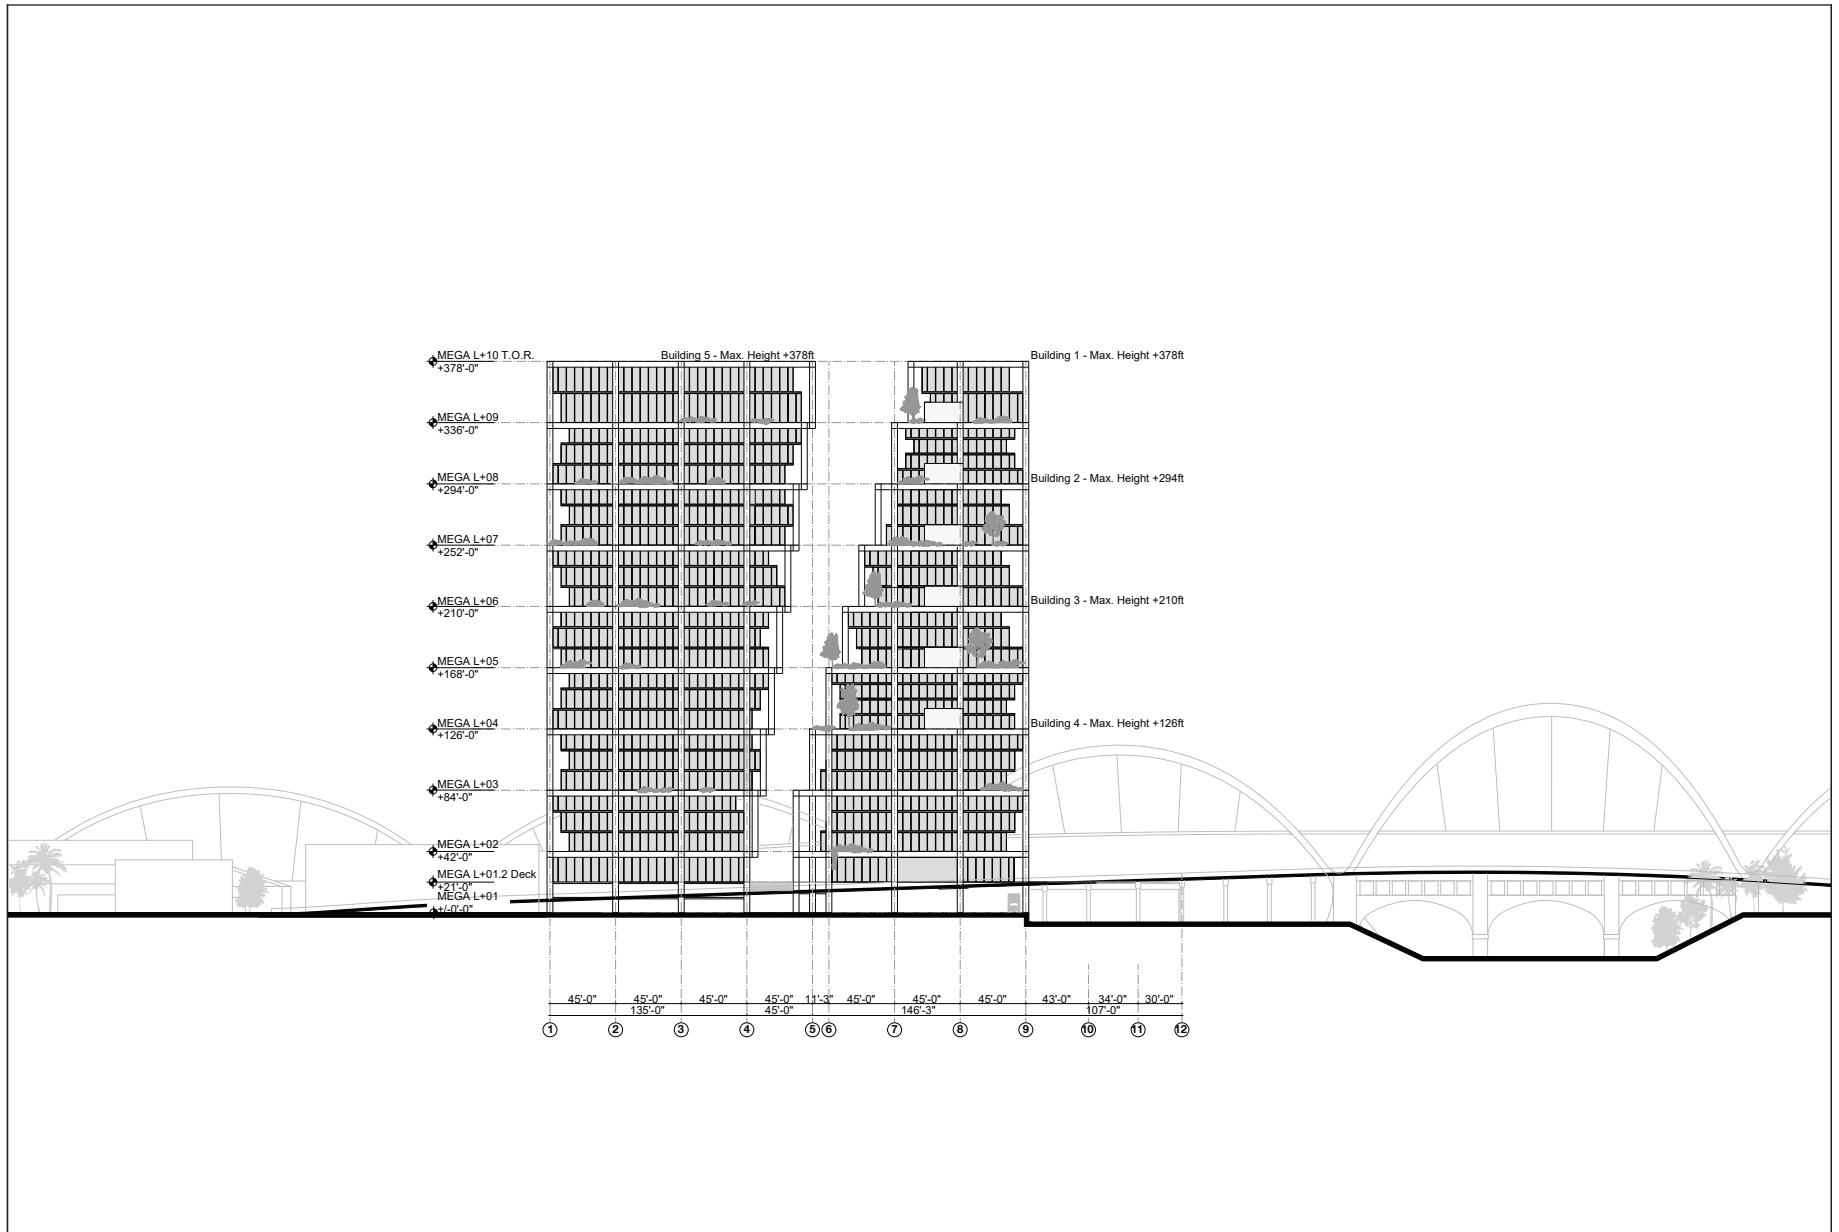 MEGA L+10 T.O.R.
+378'-0"
Building 5 - Max. Height +378ft
Building 1 - Max. Height +378ft
MEGA L+09
+336'-0"
MEGA L+08
+294'-0"
Building 2 - Max. Height +294ft
MEGA L+07
+252'-0"
MEGA L+06
+210'-0"
Building 3 - Max. Height +210ft
MEGA L+05
+168'-0"
MEGA L+04
+126'-0"
Building 4 - Max. Height +126ft
MEGA L+03
+84'-0"
MEGA L+02
+42'-0"
MEGA L+01.2 Deck
+21'-0"
MEGA L+01
+/-0'-0"
45'-0" 45'-0" 45'-0" 45'-0" 11'-3" 45'-0" 45'-0" 45'-0" 43'-0" 34'-0" 30'-0"
135'-0" 45'-0" 146'-3" 107'-0"
1 2 3 4 5 6 7 8 9 10 11 12